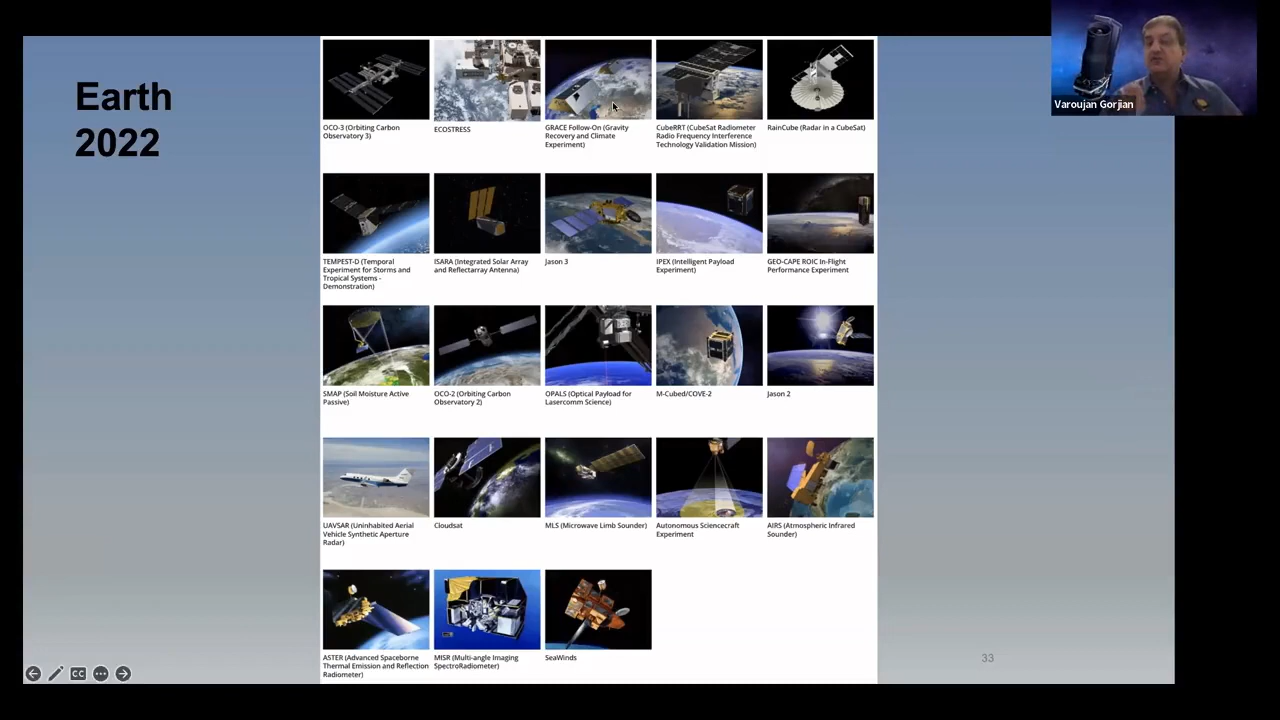 Earth
2022
Varoujan Gorjian
OCO-3 (Orbiting Carbon
Observatory 3)
ECOSTRESS
GRACE Follow-On (Gravity
Recovery and Climate
Experiment)
CubeRRT (CubeSat Radiometer
Radio Frequency Interference
Technology Validation Mission)
RainCube (Radar in a CubeSat)
TEMPEST-D (Temporal
Experiment for Storms and
Tropical Systems -
Demonstration)
ISARA (Integrated Solar Array
and Reflectarray Antenna)
Jason 3
IPEX (Intelligent Payload
Experiment)
GEO-CAPE ROIC In-Flight
Performance Experiment
SMAP (Soil Moisture Active
Passive)
OCO-2 (Orbiting Carbon
Observatory 2)
OPALS (Optical Payload for
Lasercomm Science)
M-Cubed/COVE-2
Jason 2
UAVSAR (Uninhabited Aerial
Vehicle Synthetic Aperture
Radar)
Cloudsat
MLS (Microwave Limb Sounder)
Autonomous Sciencecraft
Experiment
AIRS (Atmospheric Infrared
Sounder)
ASTER (Advanced Spaceborne
Thermal Emission and Reflection
Radiometer)
MISR (Multi-angle Imaging
SpectroRadiometer)
SeaWinds
33
CC